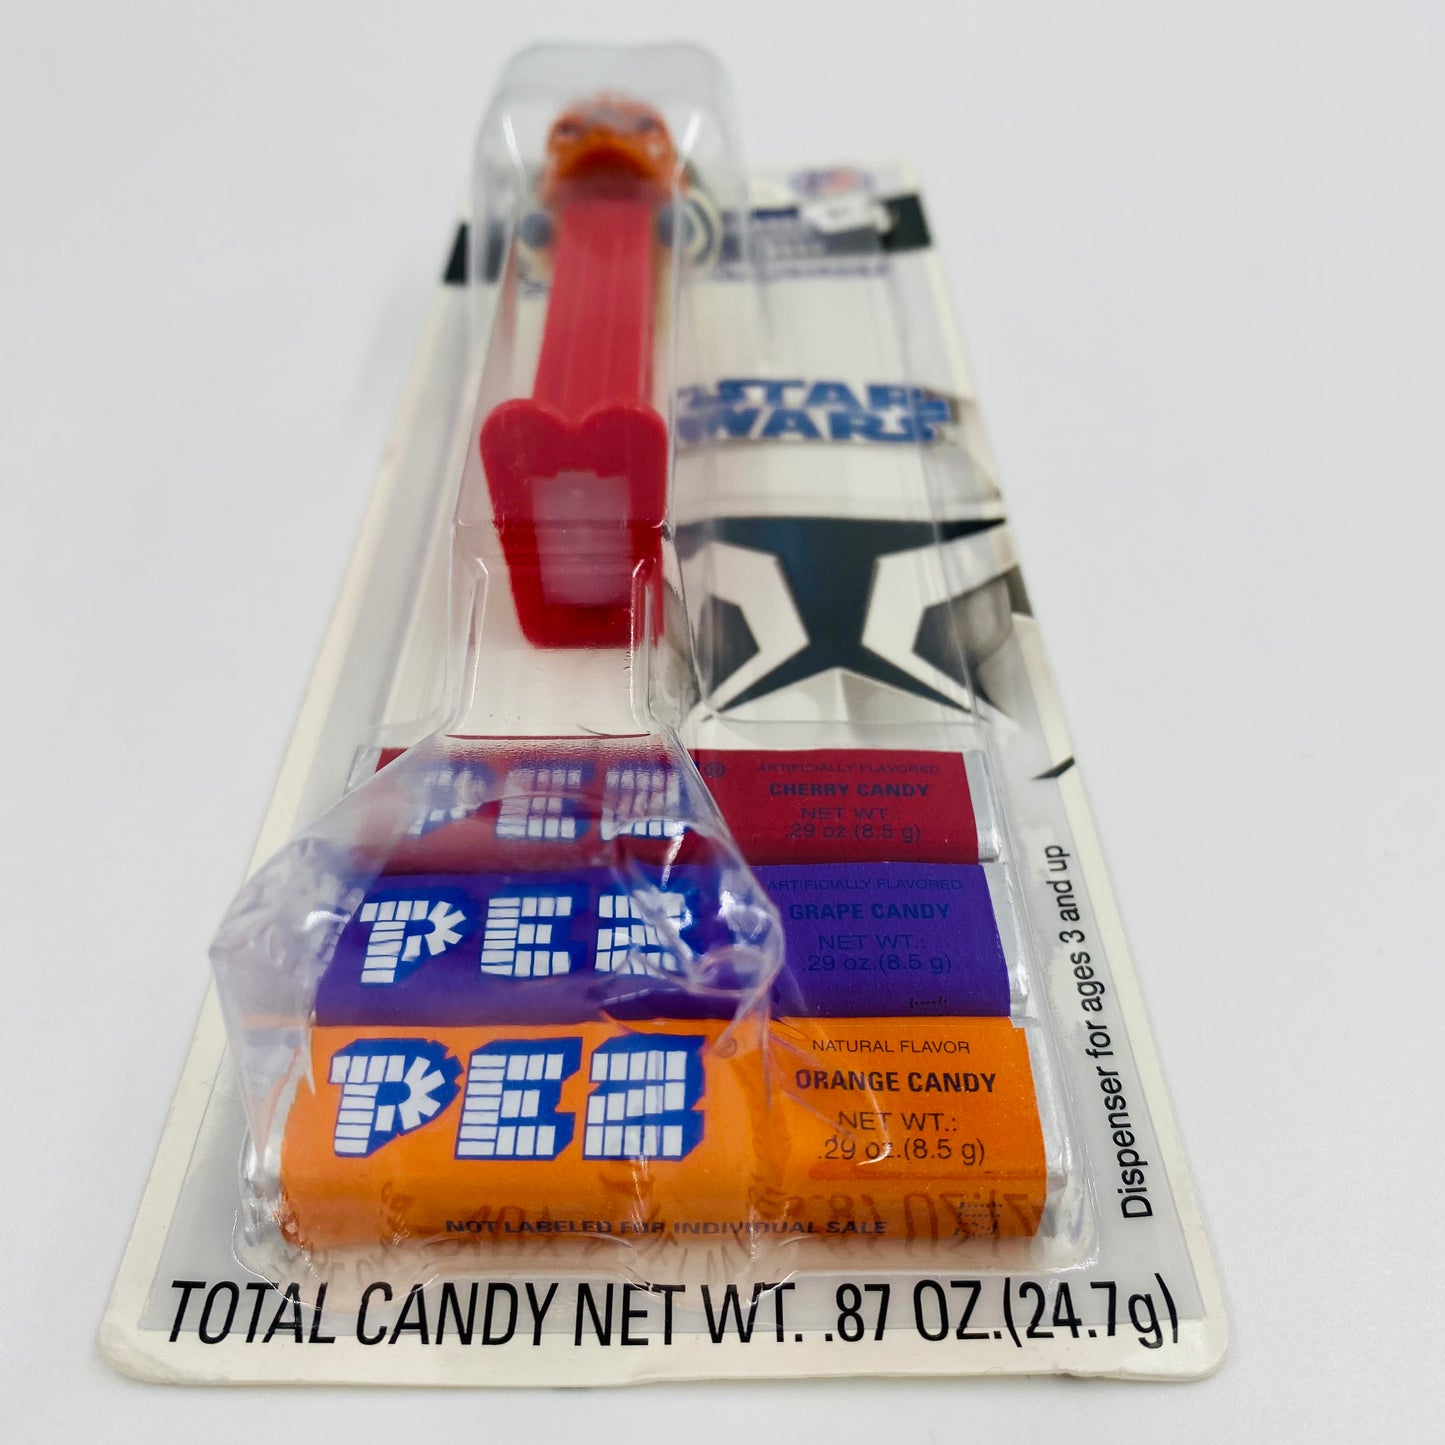 STAR
WARS
PEZ®
ARTIFICIALLY FLAVORED
CHERRY CANDY
NET WT.:
.29 oz.(8.5 g)
PEZ
ARTIFICIALLY FLAVORED
GRAPE CANDY
NET WT.:
.29 oz.(8.5 g)
PEZ®
NATURAL FLAVOR
ORANGE CANDY
NET WT.:
.29 oz.(8.5 g)
NOT LABELED FOR INDIVIDUAL SALE
Dispenser for ages 3 and up
TOTAL CANDY NET WT. .87 OZ.(24.7g)